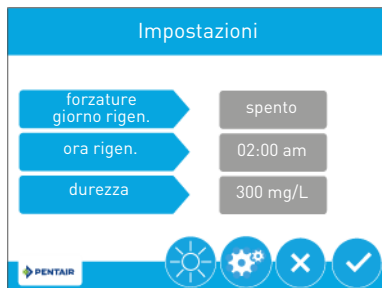 Impostazioni
forzature
giorno rigen.
spento
ora rigen.
02:00 am
durezza
300 mg/L
PENTAIR